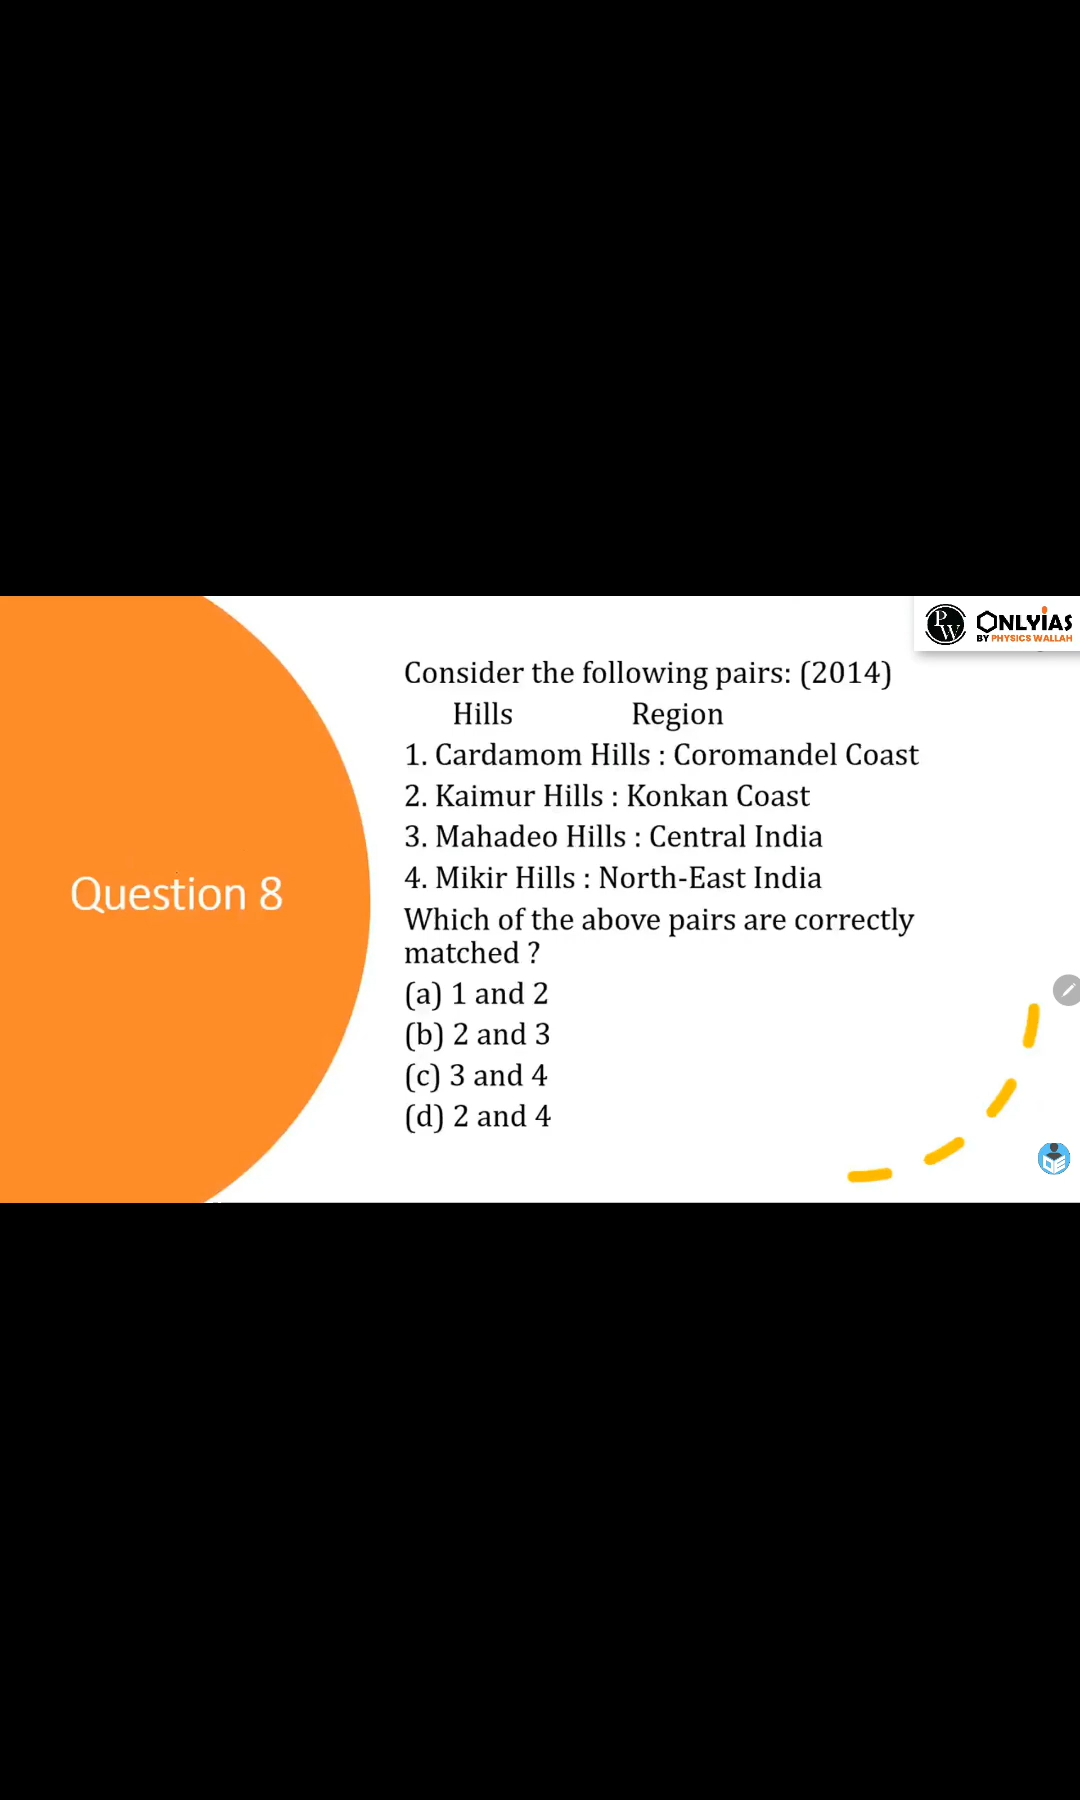 PW ONLYiAS
BY PHYSICS WALLAH
Consider the following pairs: (2014)
Hills Region
1. Cardamom Hills : Coromandel Coast
2. Kaimur Hills : Konkan Coast
3. Mahadeo Hills : Central India
4. Mikir Hills : North-East India
Question 8
Which of the above pairs are correctly
matched ?
(a) 1 and 2
(b) 2 and 3
(c) 3 and 4
(d) 2 and 4